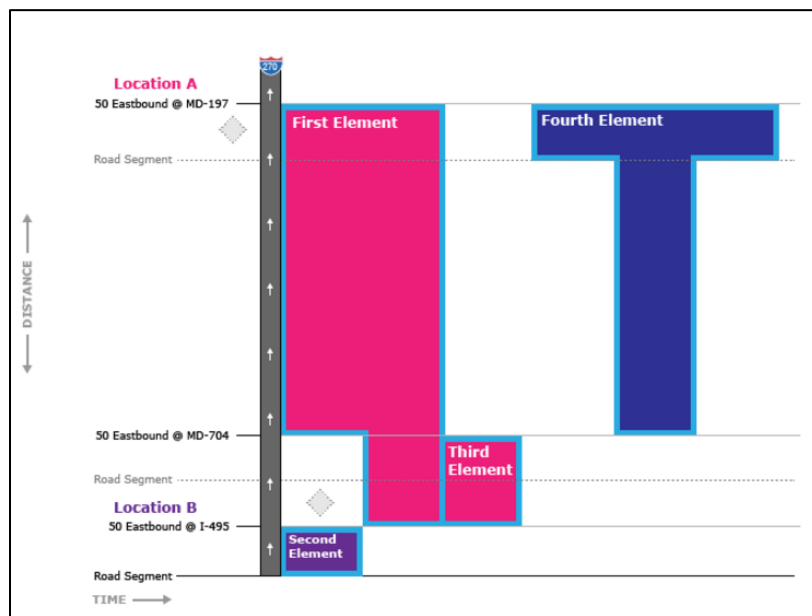 270
Location A
50 Eastbound @ MD-197
First Element
Fourth Element
Road Segment
DISTANCE
50 Eastbound @ MD-704
Third
Element
Road Segment
Location B
50 Eastbound @ I-495
Second
Element
Road Segment
TIME